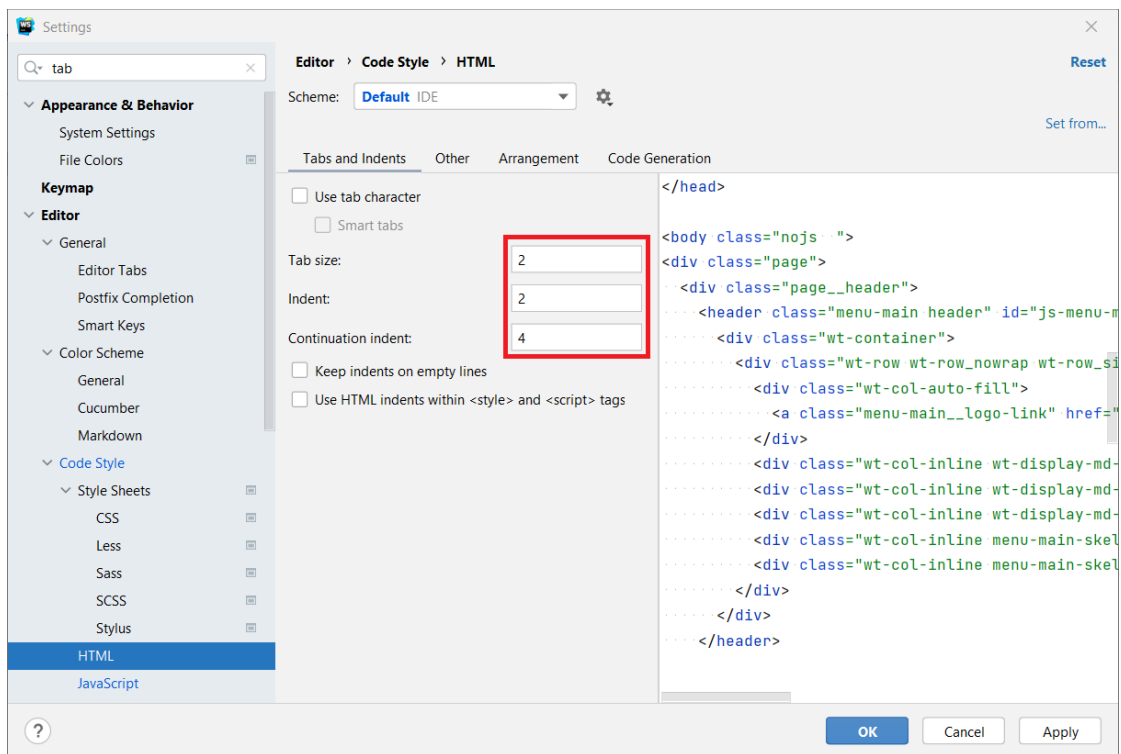 WS Settings
tab
Appearance & Behavior
System Settings
File Colors
Keymap
Editor
General
Editor Tabs
Postfix Completion
Smart Keys
Color Scheme
General
Cucumber
Markdown
Code Style
Style Sheets
CSS
Less
Sass
SCSS
Stylus
HTML
JavaScript
Editor › Code Style › HTML
Reset
Scheme: Default IDE
Set from...
Tabs and Indents Other Arrangement Code Generation
Use tab character
Smart tabs
Tab size: 2
Indent: 2
Continuation indent: 4
Keep indents on empty lines
Use HTML indents within <style> and <script> tags
</head>
<body class="nojs  ">
<div class="page">
<div class="page__header">
<header class="menu-main header" id="js-menu-m
<div class="wt-container">
<div class="wt-row wt-row_nowrap wt-row_si
<div class="wt-col-auto-fill">
<a class="menu-main__logo-link" href="
</div>
<div class="wt-col-inline wt-display-md-
<div class="wt-col-inline wt-display-md-
<div class="wt-col-inline wt-display-md-
<div class="wt-col-inline menu-main-skel
<div class="wt-col-inline menu-main-skel
</div>
</div>
</header>
?
OK Cancel Apply